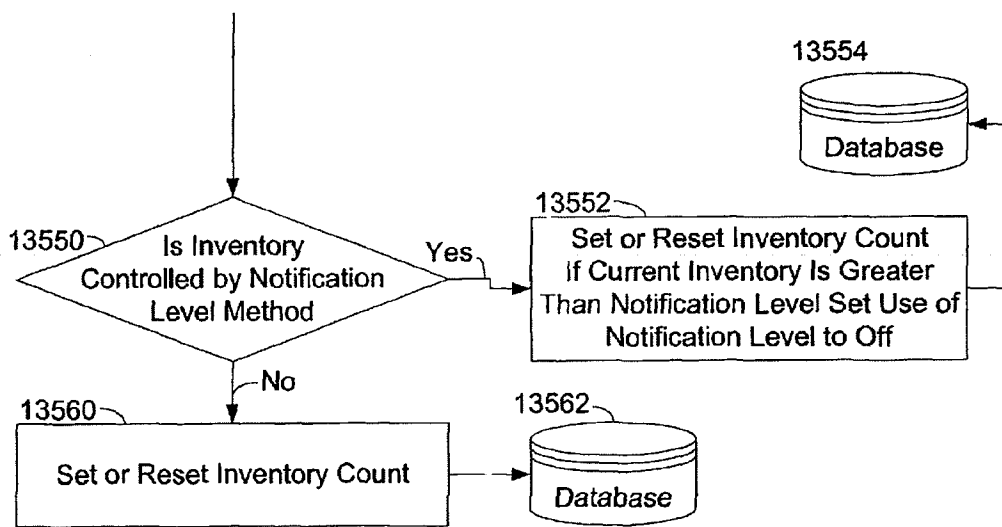 13554
Database
13550
Is Inventory
Controlled by Notification
Level Method
Yes
13552
Set or Reset Inventory Count
If Current Inventory Is Greater
Than Notification Level Set Use of
Notification Level to Off
No
13560
Set or Reset Inventory Count
13562
Database